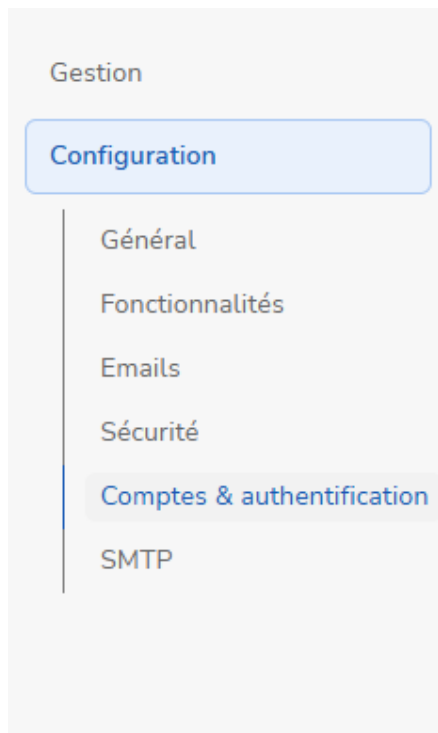 Gestion
Configuration
Général
Fonctionnalités
Emails
Sécurité
Comptes & authentification
SMTP